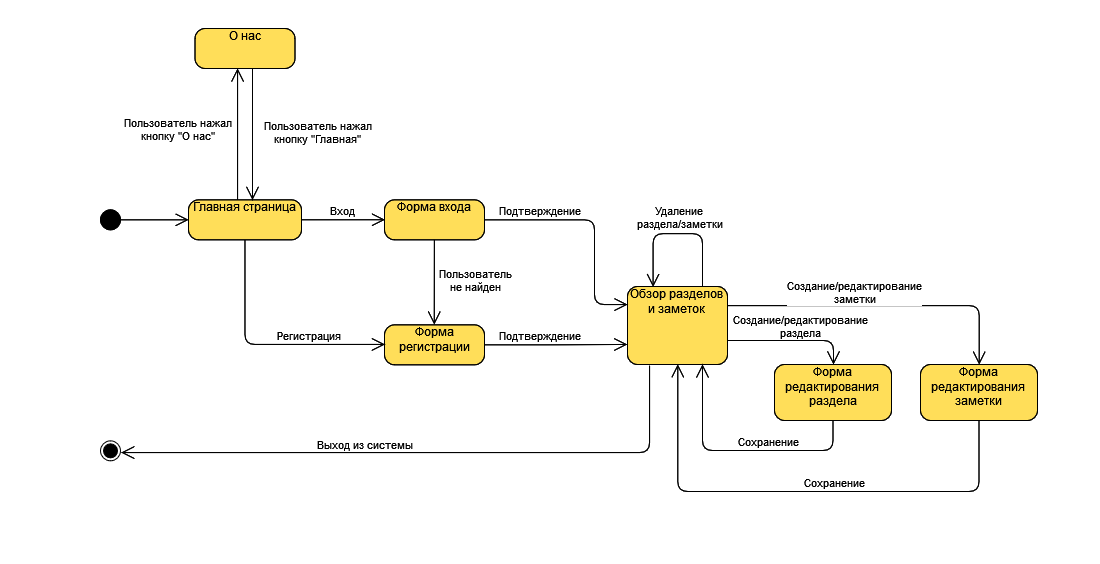 О нас
Пользователь нажал
кнопку "О нас"
Пользователь нажал
кнопку "Главная"
Главная страница
Вход
Форма входа
Подтверждение
Удаление
раздела/заметки
Пользователь
не найден
Обзор разделов
и заметок
Создание/редактирование
заметки
Создание/редактирование
раздела
Регистрация
Форма
регистрации
Подтверждение
Форма
редактирования
раздела
Форма
редактирования
заметки
Выход из системы
Сохранение
Сохранение